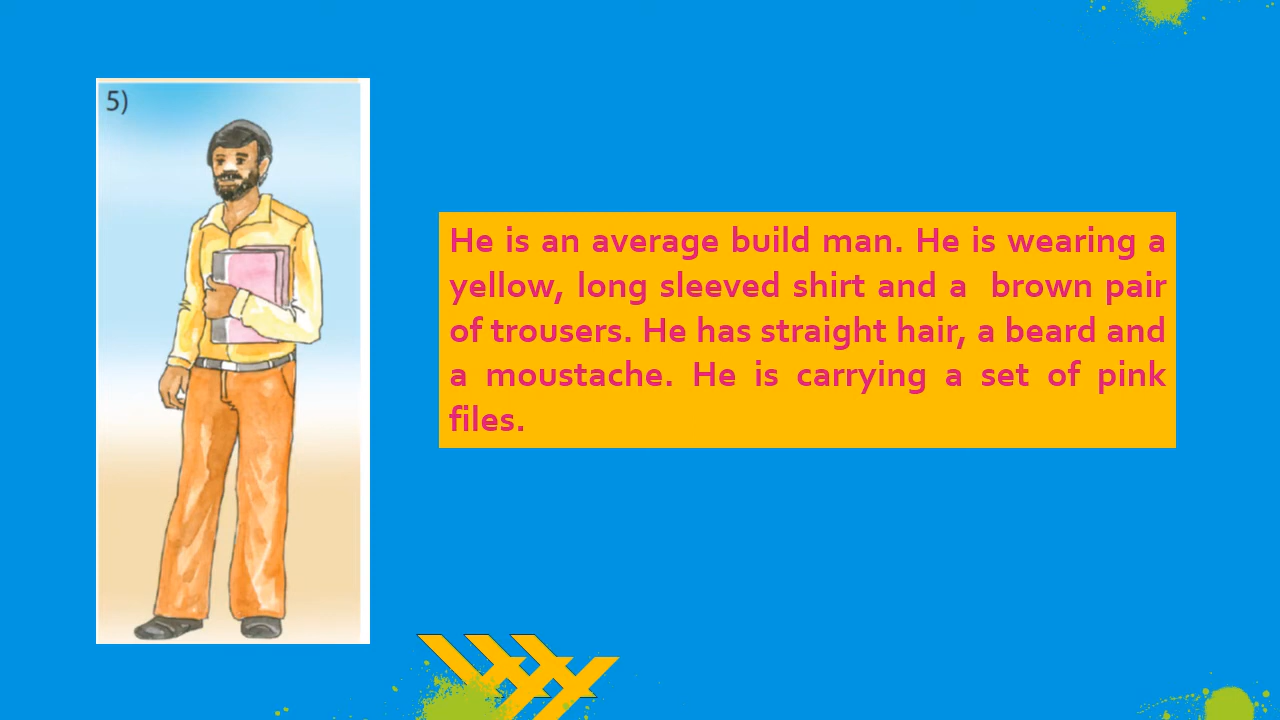 5)
He is an average build man. He is wearing a
yellow, long sleeved shirt and a  brown pair
of trousers. He has straight hair, a beard and
a moustache. He is carrying a set of pink
files.